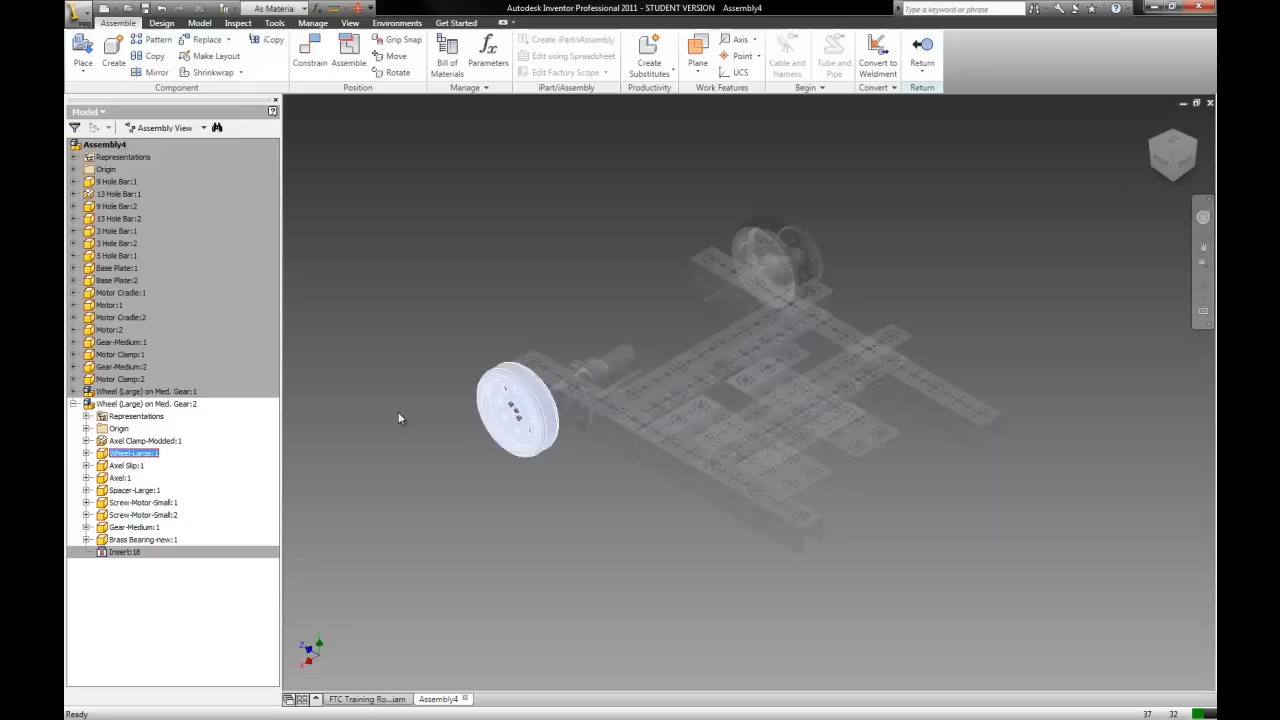 Autodesk Inventor Professional 2011 - STUDENT VERSION Assembly4
As Material
Type a keyword or phrase
PRO
Assemble Design Model Inspect Tools Manage View Environments Get Started
Place
Create
Pattern
Copy
Mirror
Replace
Make Layout
Shrinkwrap
iCopy
Component
Constrain
Assemble
Grip Snap
Move
Rotate
Position
Bill of
Materials
Parameters
Manage
Create iPart/iAssembly
Edit using Spreadsheet
Edit Factory Scope
iPart/iAssembly
Create
Substitutes
Productivity
Plane
Axis
Point
UCS
Work Features
Cable and
Harness
Tube and
Pipe
Begin
Convert to
Weldment
Convert
Return
Return
Model
Assembly View
Assembly4
Representations
Origin
9 Hole Bar:1
13 Hole Bar:1
9 Hole Bar:2
13 Hole Bar:2
3 Hole Bar:1
3 Hole Bar:2
5 Hole Bar:1
Base Plate:1
Base Plate:2
Motor Cradle:1
Motor:1
Motor Cradle:2
Motor:2
Gear-Medium:1
Motor Clamp:1
Gear-Medium:2
Motor Clamp:2
Wheel (Large) on Med. Gear:1
Wheel (Large) on Med. Gear:2
Representations
Origin
Axel Clamp-Modded:1
Wheel-Large:1
Axel Slip:1
Axel:1
Spacer-Large:1
Screw-Motor-Small:1
Screw-Motor-Small:2
Gear-Medium:1
Brass Bearing-new:1
Insert:18
Z
X
FTC Training Ro...iam
Assembly4
Ready
37 32